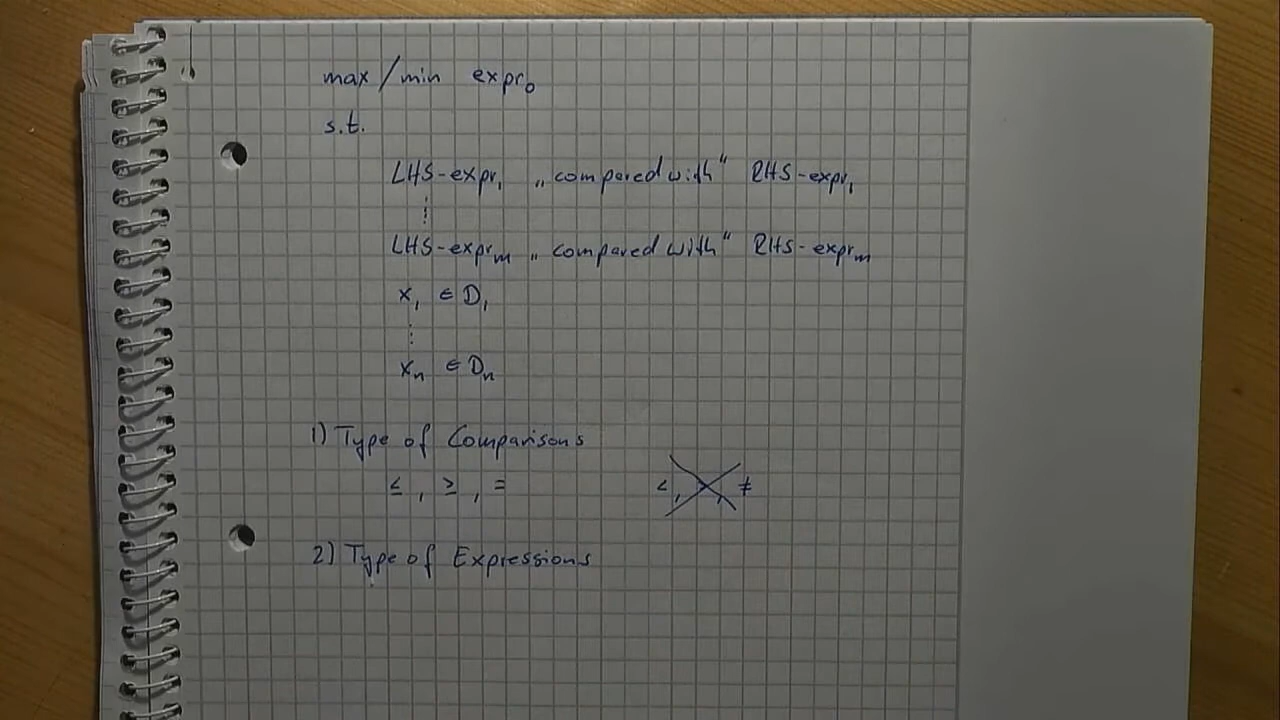 max/min expr₀
s.t.
LHS-expr₁ „compared with“ RHS-expr₁
⋮
LHS-exprₘ „compared with“ RHS-exprₘ
x₁ ∈ D₁
⋮
xₙ ∈ Dₙ
1) Type of Comparisons
≤ , ≥ , = <, , ≠
2) Type of Expressions